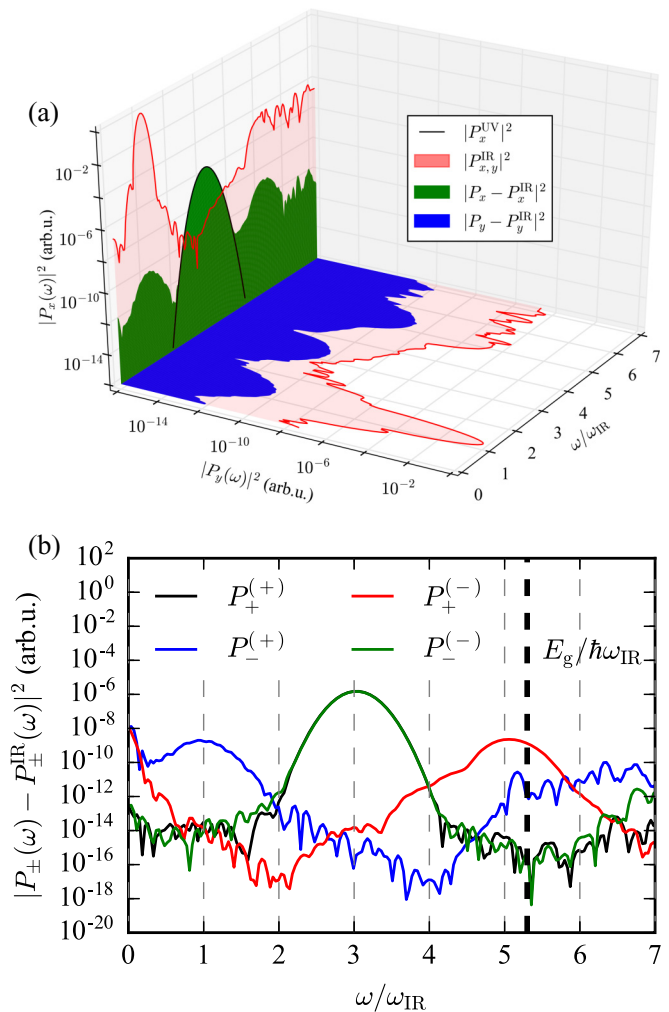 (a)
|P_x^UV|^2
|P_x,y^IR|^2
|P_x − P_x^IR|^2
|P_y − P_y^IR|^2
|P_x(ω)|^2 (arb.u.)
10^−2
10^−6
10^−10
10^−14
10^−14
10^−10
10^−6
10^−2
|P_y(ω)|^2 (arb.u.)
0
1
2
3
4
5
6
7
ω/ω_IR
(b)
|P_±(ω) − P_±^IR(ω)|^2 (arb.u.)
10^2
10^0
10^−2
10^−4
10^−6
10^−8
10^−10
10^−12
10^−14
10^−16
10^−18
10^−20
P_+^(+)
P_+^(−)
P_−^(+)
P_−^(−)
E_g/ħω_IR
0 1 2 3 4 5 6 7
ω/ω_IR